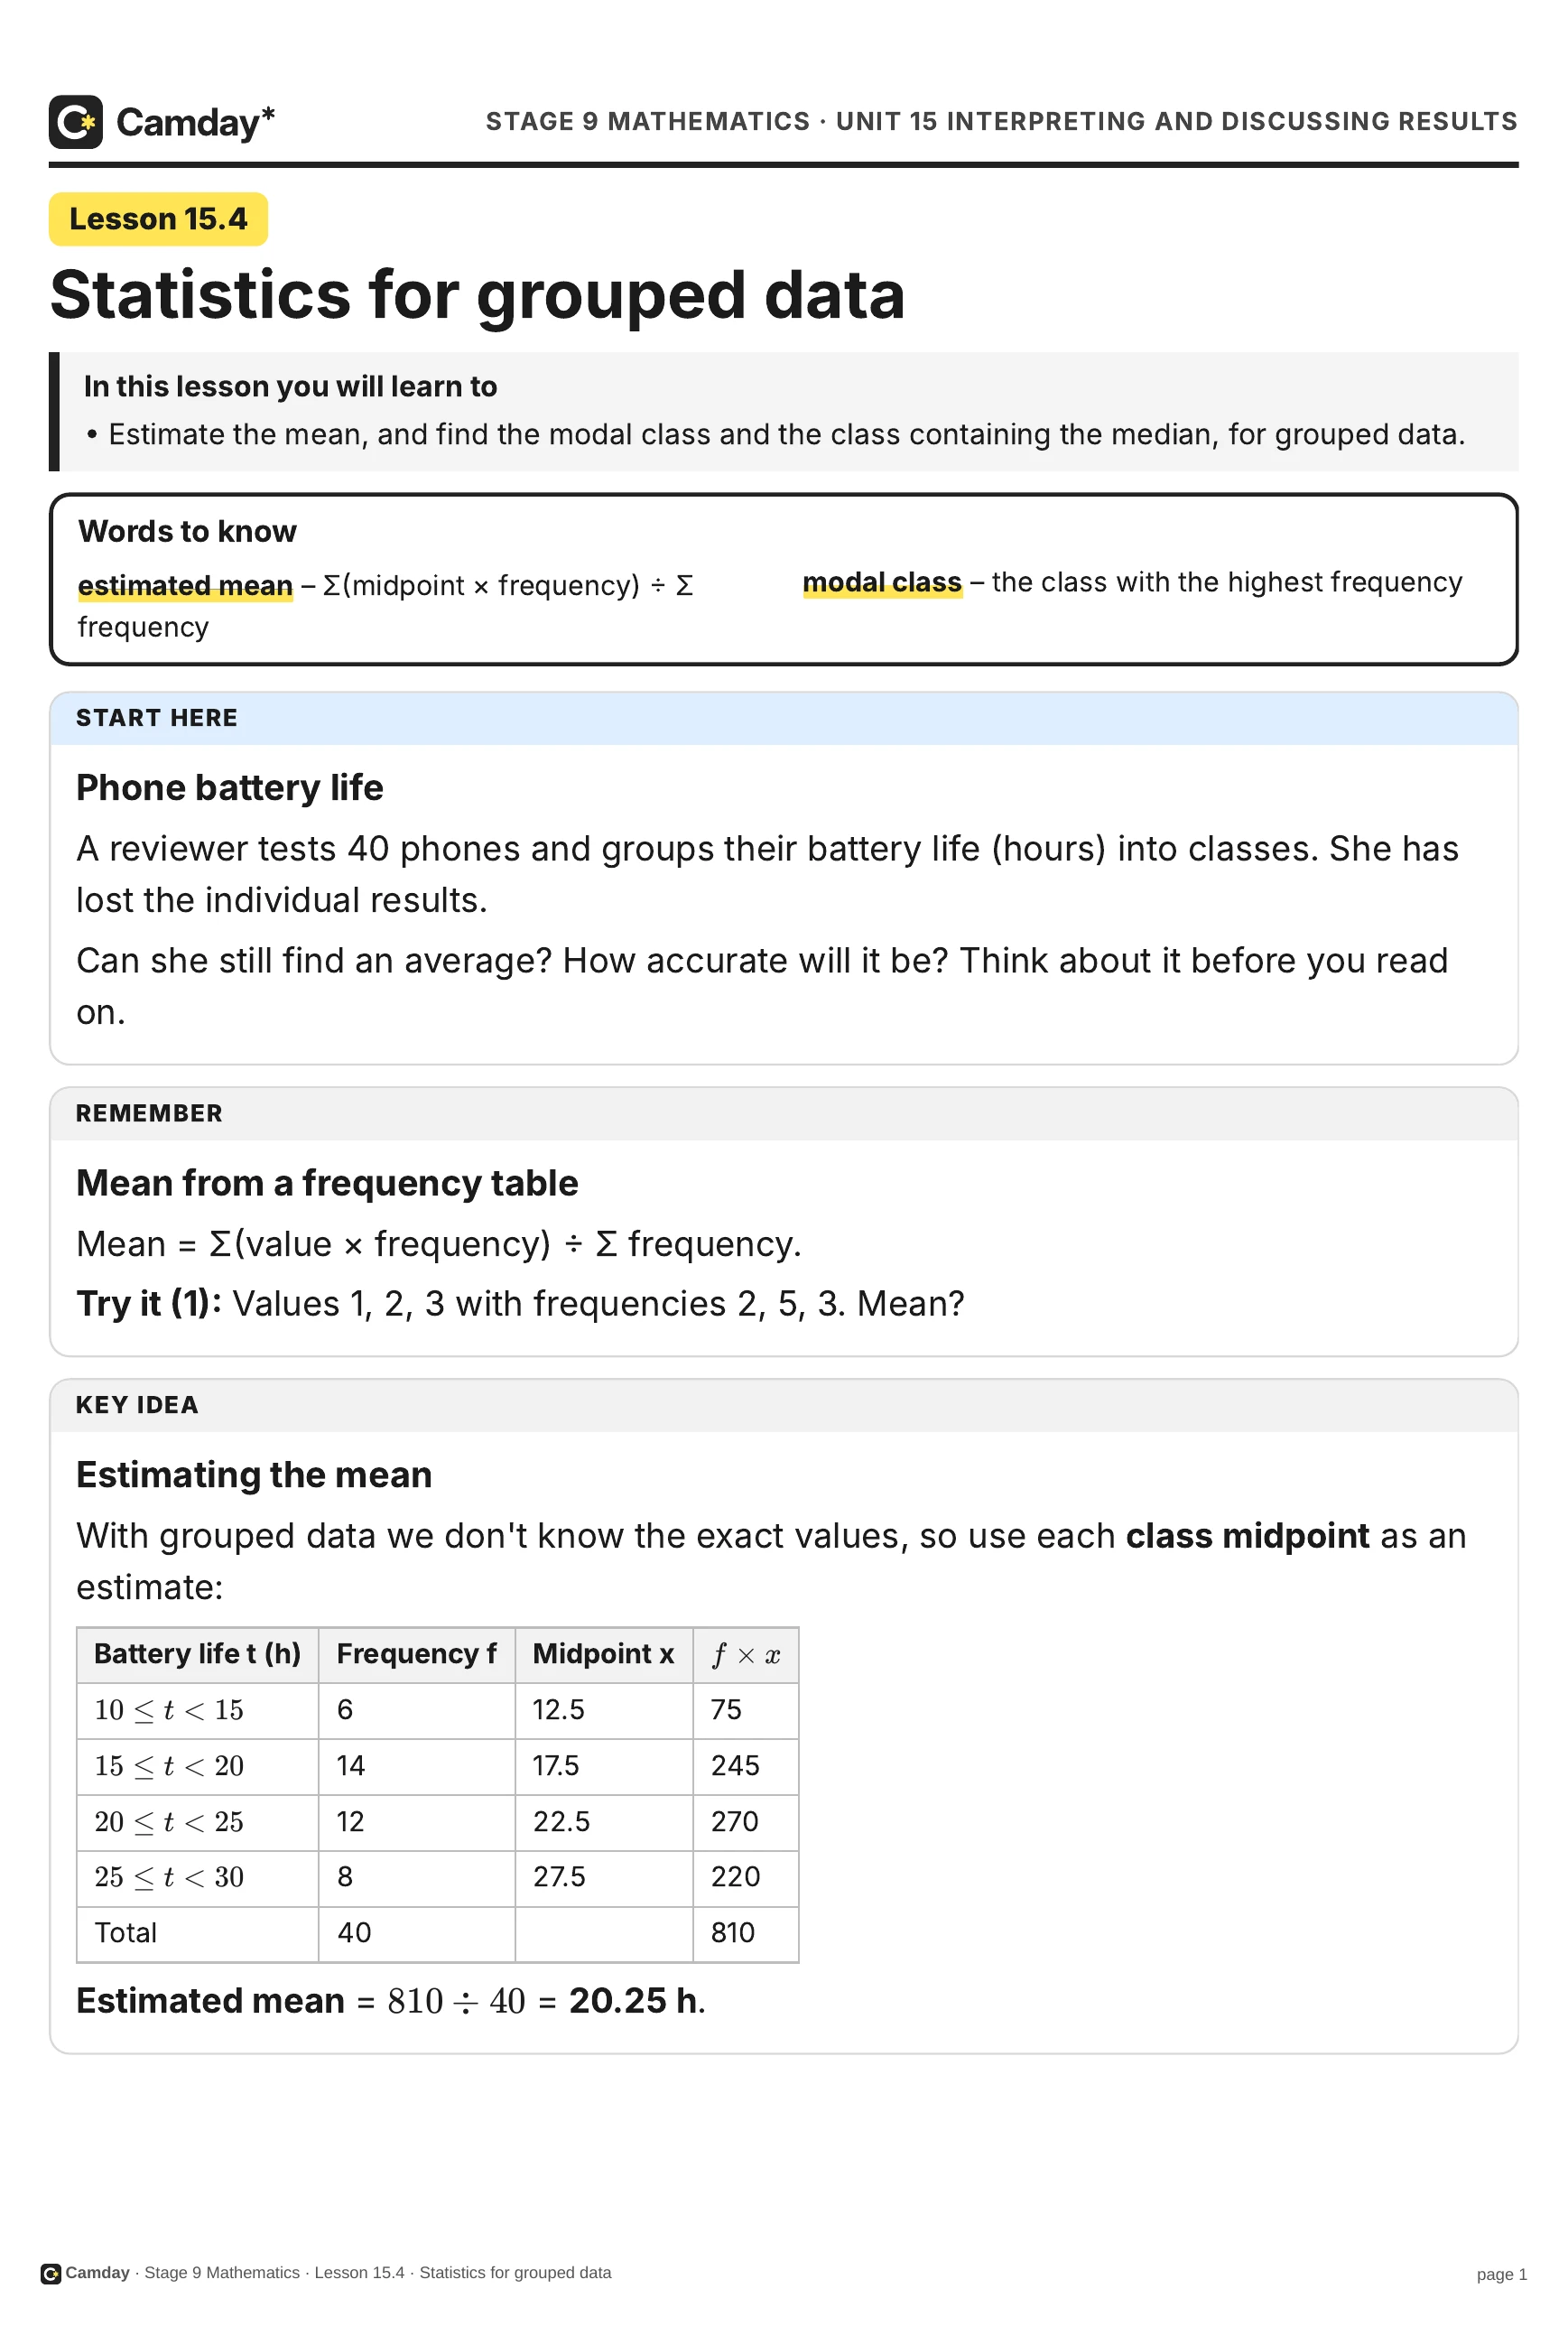 Camday*
STAGE 9 MATHEMATICS · UNIT 15 INTERPRETING AND DISCUSSING RESULTS
Lesson 15.4
Statistics for grouped data
In this lesson you will learn to
• Estimate the mean, and find the modal class and the class containing the median, for grouped data.
Words to know
estimated mean – Σ(midpoint × frequency) ÷ Σ
frequency
modal class – the class with the highest frequency
START HERE
Phone battery life
A reviewer tests 40 phones and groups their battery life (hours) into classes. She has
lost the individual results.
Can she still find an average? How accurate will it be? Think about it before you read
on.
REMEMBER
Mean from a frequency table
Mean = Σ(value × frequency) ÷ Σ frequency.
Try it (1): Values 1, 2, 3 with frequencies 2, 5, 3. Mean?
KEY IDEA
Estimating the mean
With grouped data we don't know the exact values, so use each class midpoint as an
estimate:
Battery life t (h) Frequency f Midpoint x f × x
10 ≤ t < 15 6 12.5 75
15 ≤ t < 20 14 17.5 245
20 ≤ t < 25 12 22.5 270
25 ≤ t < 30 8 27.5 220
Total 40 810
Estimated mean = 810 ÷ 40 = 20.25 h.
Camday · Stage 9 Mathematics · Lesson 15.4 · Statistics for grouped data
page 1